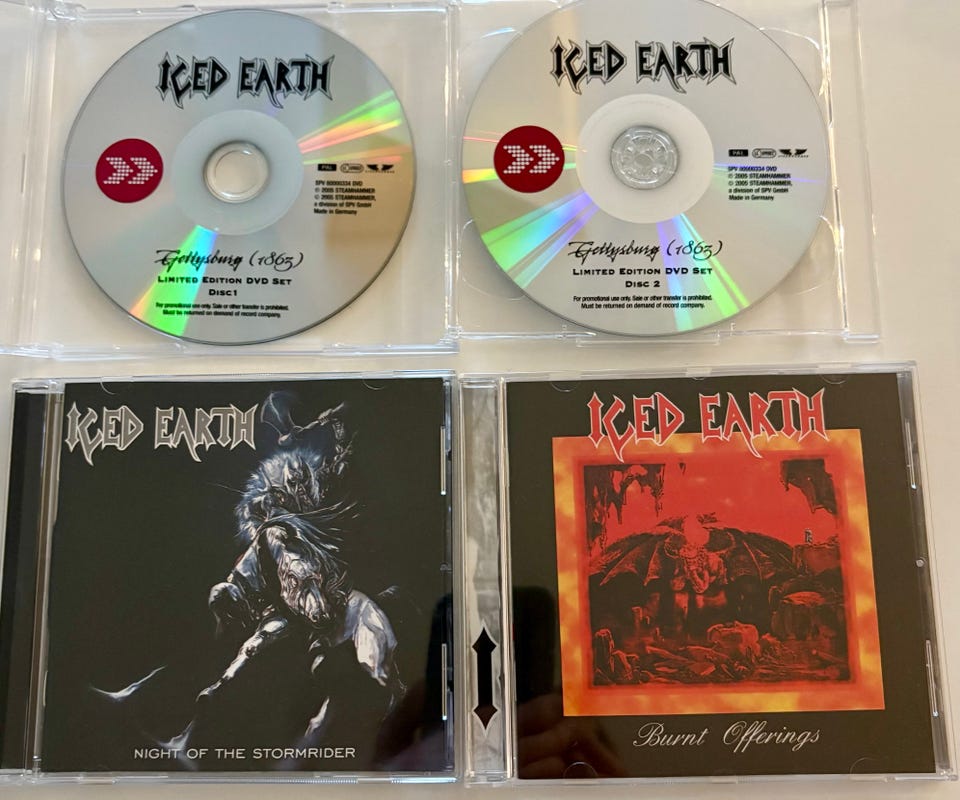 ICED EARTH
PAL
SPV 80000334 DVD
℗ 2005 STEAMHAMMER,
© 2005 STEAMHAMMER,
a division of SPV GmbH
Made in Germany
Gettysburg (1863)
LIMITED EDITION DVD SET
DISC 1
For promotional use only. Sale or other transfer is prohibited.
Must be returned on demand of record company.
ICED EARTH
PAL
SPV 80000334 DVD
℗ 2005 STEAMHAMMER,
© 2005 STEAMHAMMER,
a division of SPV GmbH
Made in Germany
Gettysburg (1863)
LIMITED EDITION DVD SET
DISC 2
For promotional use only. Sale or other transfer is prohibited.
Must be returned on demand of record company.
ICED EARTH
NIGHT OF THE STORMRIDER
ICED EARTH
Burnt Offerings